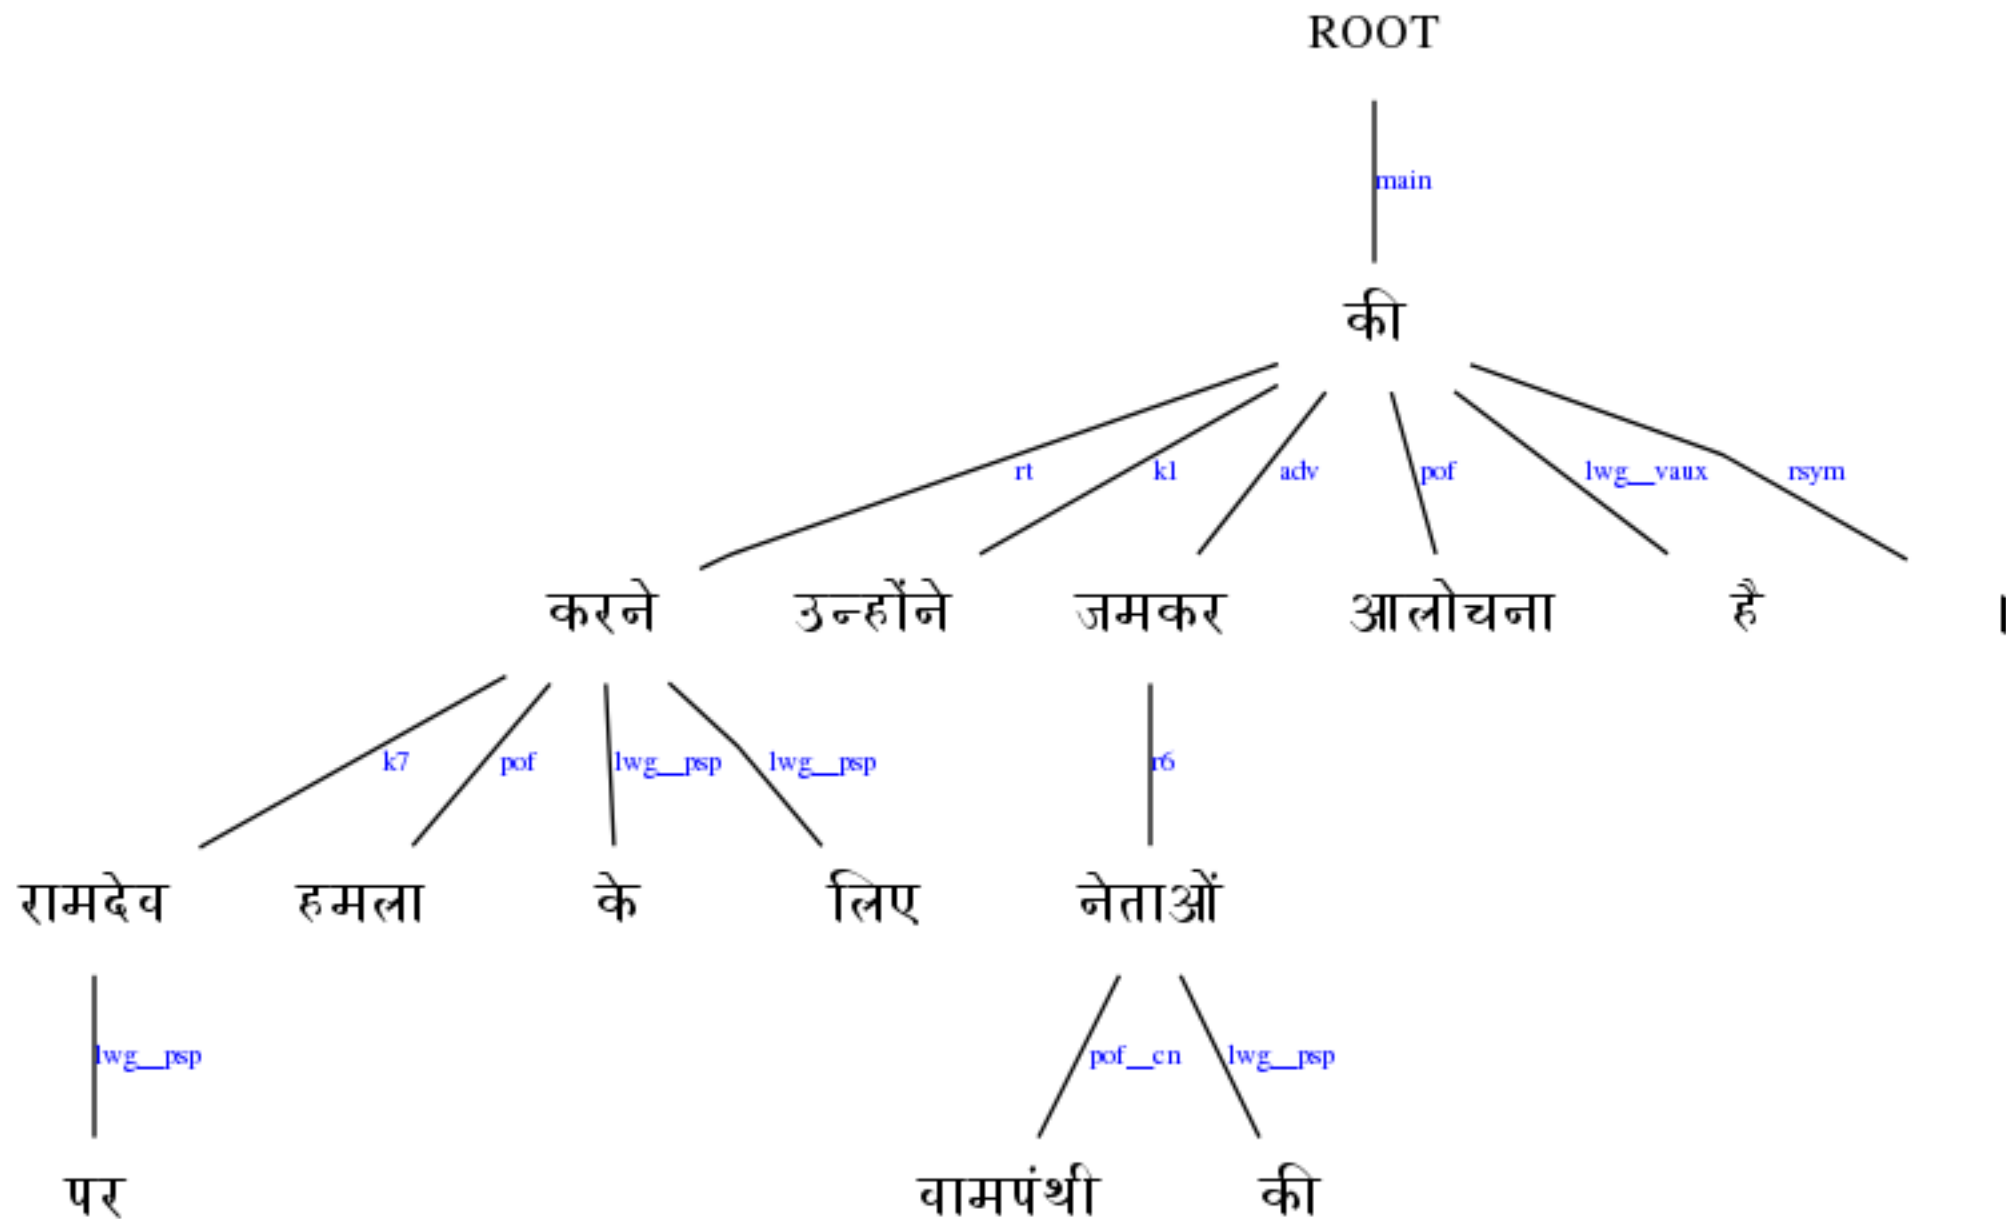 ROOT
main
की
rt k1 adv pof lwg__vaux rsym
करने उन्होंने जमकर आलोचना है ।
k7 pof lwg__psp lwg__psp r6
रामदेव हमला के लिए नेताओं
lwg__psp pof__cn lwg__psp
पर वामपंथी की